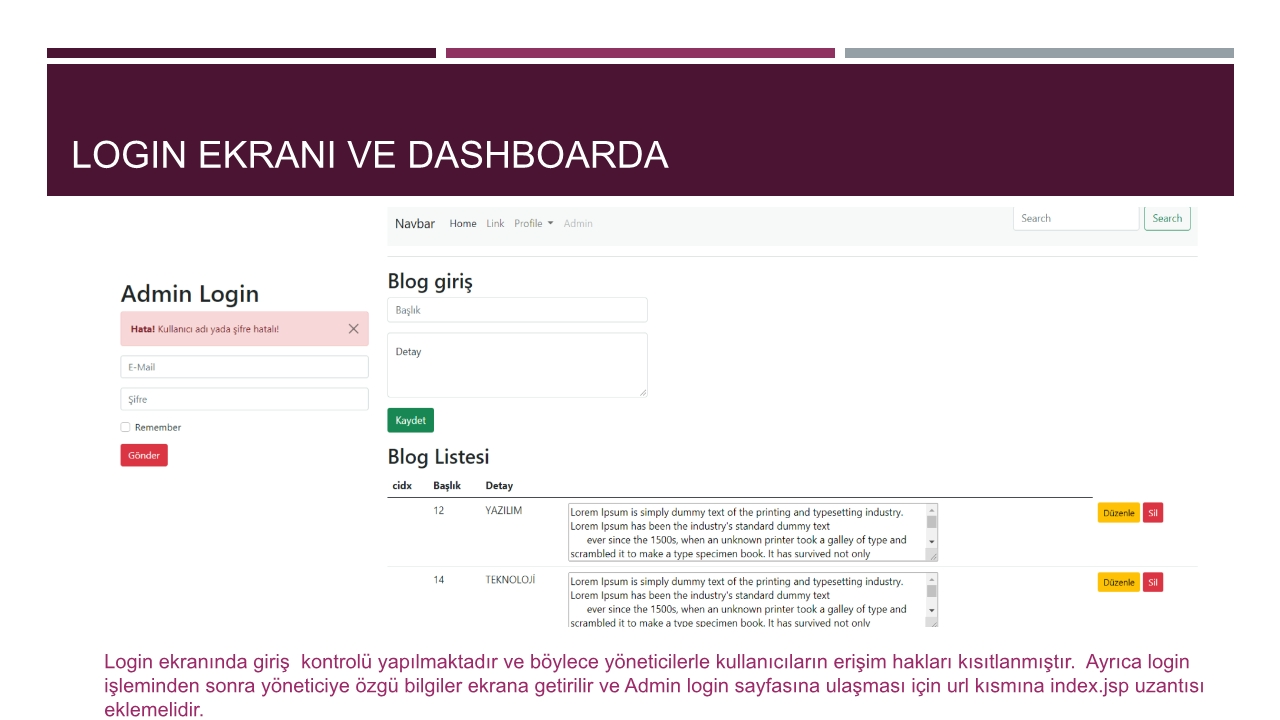 LOGIN EKRANI VE DASHBOARDA
Navbar Home Link Profile Admin Search Search
Admin Login
Hata! Kullanıcı adı yada şifre hatalı!
E-Mail
Şifre
Remember
Gönder
Blog giriş
Başlık
Detay
Kaydet
Blog Listesi
cidx Başlık Detay
12 YAZILIM
Lorem Ipsum is simply dummy text of the printing and typesetting industry.
Lorem Ipsum has been the industry's standard dummy text
ever since the 1500s, when an unknown printer took a galley of type and
scrambled it to make a type specimen book. It has survived not only
Düzenle Sil
14 TEKNOLOJİ
Lorem Ipsum is simply dummy text of the printing and typesetting industry.
Lorem Ipsum has been the industry's standard dummy text
ever since the 1500s, when an unknown printer took a galley of type and
scrambled it to make a type specimen book. It has survived not only
Düzenle Sil
Login ekranında giriş kontrolü yapılmaktadır ve böylece yöneticilerle kullanıcıların erişim hakları kısıtlanmıştır. Ayrıca login
işleminden sonra yöneticiye özgü bilgiler ekrana getirilir ve Admin login sayfasına ulaşması için url kısmına index.jsp uzantısı
eklemelidir.